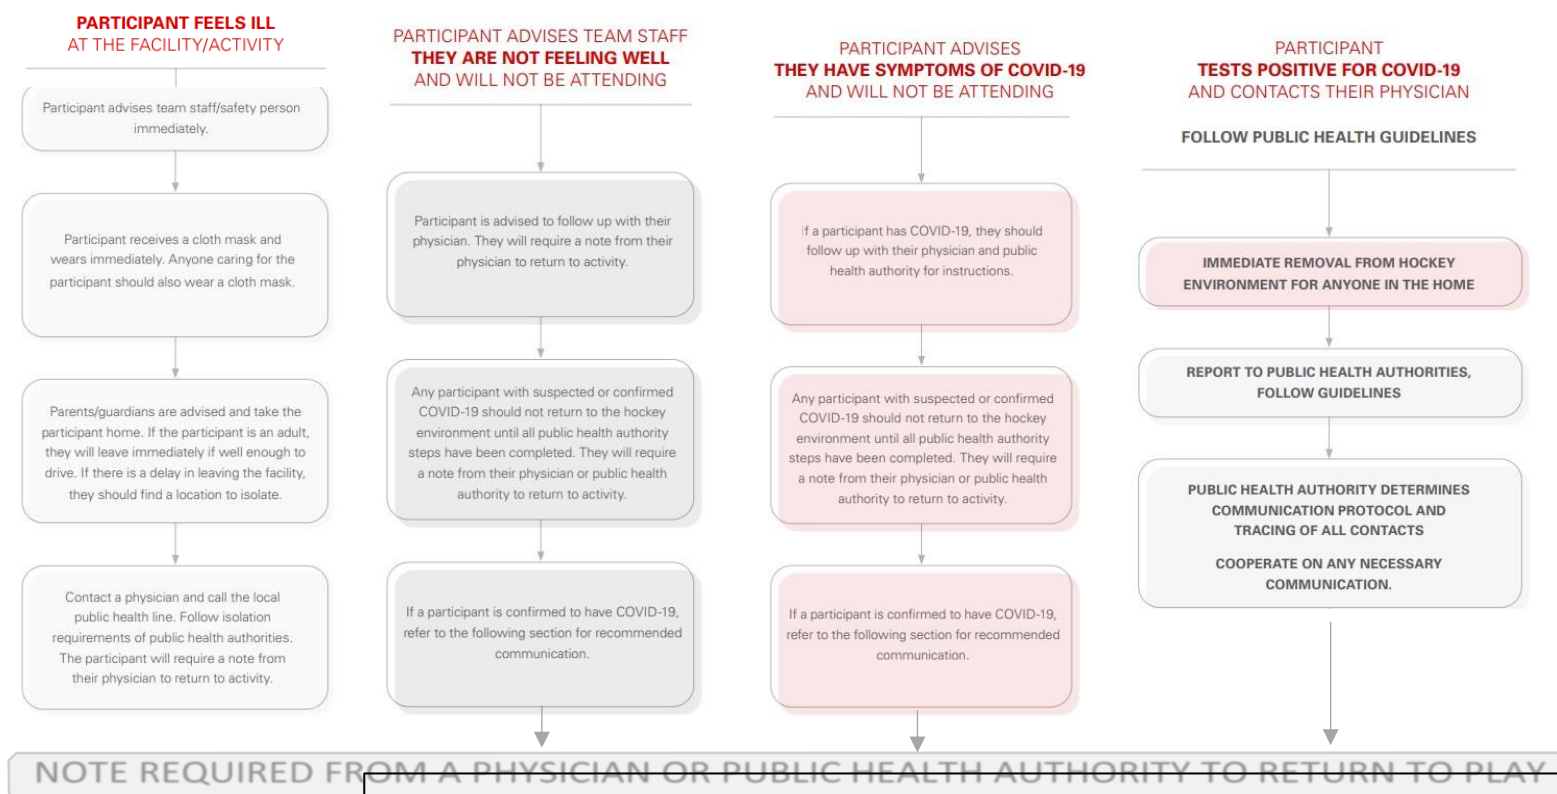 PARTICIPANT FEELS ILL
AT THE FACILITY/ACTIVITY
Participant advises team staff/safety person
immediately.
Participant receives a cloth mask and
wears immediately. Anyone caring for the
participant should also wear a cloth mask.
Parents/guardians are advised and take the
participant home. If the participant is an adult,
they will leave immediately if well enough to
drive. If there is a delay in leaving the facility,
they should find a location to isolate.
Contact a physician and call the local
public health line. Follow isolation
requirements of public health authorities.
The participant will require a note from
their physician to return to activity.
PARTICIPANT ADVISES TEAM STAFF
THEY ARE NOT FEELING WELL
AND WILL NOT BE ATTENDING
Participant is advised to follow up with their
physician. They will require a note from their
physician to return to activity.
Any participant with suspected or confirmed
COVID-19 should not return to the hockey
environment until all public health authority
steps have been completed. They will require
a note from their physician or public health
authority to return to activity.
If a participant is confirmed to have COVID-19,
refer to the following section for recommended
communication.
PARTICIPANT ADVISES
THEY HAVE SYMPTOMS OF COVID-19
AND WILL NOT BE ATTENDING
If a participant has COVID-19, they should
follow up with their physician and public
health authority for instructions.
Any participant with suspected or confirmed
COVID-19 should not return to the hockey
environment until all public health authority
steps have been completed. They will require
a note from their physician or public health
authority to return to activity.
If a participant is confirmed to have COVID-19,
refer to the following section for recommended
communication.
PARTICIPANT
TESTS POSITIVE FOR COVID-19
AND CONTACTS THEIR PHYSICIAN
FOLLOW PUBLIC HEALTH GUIDELINES
IMMEDIATE REMOVAL FROM HOCKEY
ENVIRONMENT FOR ANYONE IN THE HOME
REPORT TO PUBLIC HEALTH AUTHORITIES,
FOLLOW GUIDELINES
PUBLIC HEALTH AUTHORITY DETERMINES
COMMUNICATION PROTOCOL AND
TRACING OF ALL CONTACTS
COOPERATE ON ANY NECESSARY
COMMUNICATION.
NOTE REQUIRED FROM A PHYSICIAN OR PUBLIC HEALTH AUTHORITY TO RETURN TO PLAY